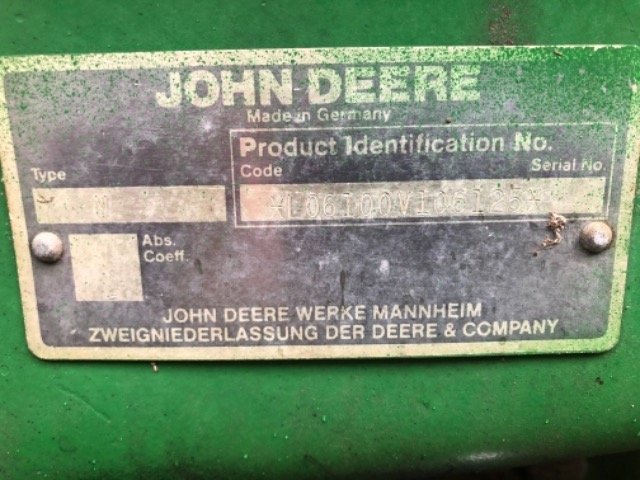 JOHN DEERE
Made in Germany
Product Identification No.
Type
Code
Serial No.
*L06100V108125*
Abs.
Coeff.
JOHN DEERE WERKE MANNHEIM
ZWEIGNIEDERLASSUNG DER DEERE & COMPANY